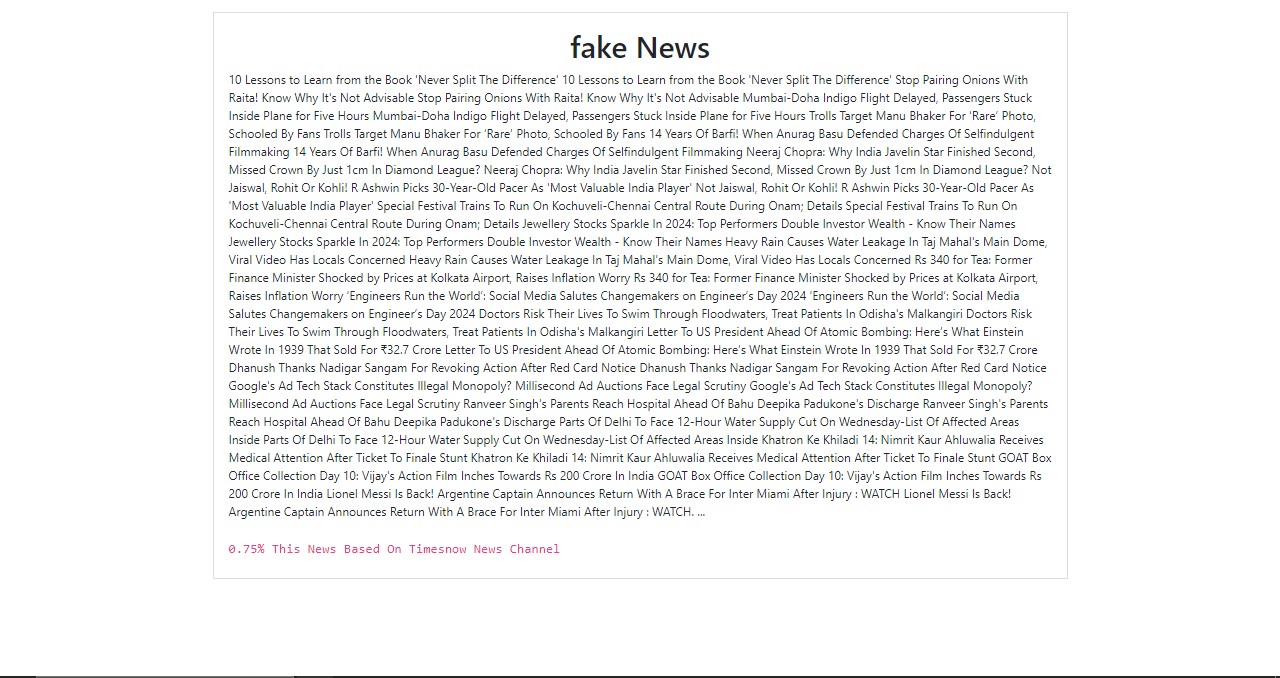 fake News
10 Lessons to Learn from the Book 'Never Split The Difference' 10 Lessons to Learn from the Book 'Never Split The Difference' Stop Pairing Onions With
Raita! Know Why It's Not Advisable Stop Pairing Onions With Raita! Know Why It's Not Advisable Mumbai-Doha Indigo Flight Delayed, Passengers Stuck
Inside Plane for Five Hours Mumbai-Doha Indigo Flight Delayed, Passengers Stuck Inside Plane for Five Hours Trolls Target Manu Bhaker For ‘Rare’ Photo,
Schooled By Fans Trolls Target Manu Bhaker For ‘Rare’ Photo, Schooled By Fans 14 Years Of Barfi! When Anurag Basu Defended Charges Of Selfindulgent
Filmmaking 14 Years Of Barfi! When Anurag Basu Defended Charges Of Selfindulgent Filmmaking Neeraj Chopra: Why India Javelin Star Finished Second,
Missed Crown By Just 1cm In Diamond League? Neeraj Chopra: Why India Javelin Star Finished Second, Missed Crown By Just 1cm In Diamond League? Not
Jaiswal, Rohit Or Kohli! R Ashwin Picks 30-Year-Old Pacer As 'Most Valuable India Player' Not Jaiswal, Rohit Or Kohli! R Ashwin Picks 30-Year-Old Pacer As
'Most Valuable India Player' Special Festival Trains To Run On Kochuveli-Chennai Central Route During Onam; Details Special Festival Trains To Run On
Kochuveli-Chennai Central Route During Onam; Details Jewellery Stocks Sparkle In 2024: Top Performers Double Investor Wealth - Know Their Names
Jewellery Stocks Sparkle In 2024: Top Performers Double Investor Wealth - Know Their Names Heavy Rain Causes Water Leakage In Taj Mahal's Main Dome,
Viral Video Has Locals Concerned Heavy Rain Causes Water Leakage In Taj Mahal's Main Dome, Viral Video Has Locals Concerned Rs 340 for Tea: Former
Finance Minister Shocked by Prices at Kolkata Airport, Raises Inflation Worry Rs 340 for Tea: Former Finance Minister Shocked by Prices at Kolkata Airport,
Raises Inflation Worry ‘Engineers Run the World’: Social Media Salutes Changemakers on Engineer’s Day 2024 ‘Engineers Run the World’: Social Media
Salutes Changemakers on Engineer’s Day 2024 Doctors Risk Their Lives To Swim Through Floodwaters, Treat Patients In Odisha's Malkangiri Doctors Risk
Their Lives To Swim Through Floodwaters, Treat Patients In Odisha's Malkangiri Letter To US President Ahead Of Atomic Bombing: Here's What Einstein
Wrote In 1939 That Sold For ₹32.7 Crore Letter To US President Ahead Of Atomic Bombing: Here's What Einstein Wrote In 1939 That Sold For ₹32.7 Crore
Dhanush Thanks Nadigar Sangam For Revoking Action After Red Card Notice Dhanush Thanks Nadigar Sangam For Revoking Action After Red Card Notice
Google's Ad Tech Stack Constitutes Illegal Monopoly? Millisecond Ad Auctions Face Legal Scrutiny Google's Ad Tech Stack Constitutes Illegal Monopoly?
Millisecond Ad Auctions Face Legal Scrutiny Ranveer Singh's Parents Reach Hospital Ahead Of Bahu Deepika Padukone's Discharge Ranveer Singh's Parents
Reach Hospital Ahead Of Bahu Deepika Padukone's Discharge Parts Of Delhi To Face 12-Hour Water Supply Cut On Wednesday-List Of Affected Areas
Inside Parts Of Delhi To Face 12-Hour Water Supply Cut On Wednesday-List Of Affected Areas Inside Khatron Ke Khiladi 14: Nimrit Kaur Ahluwalia Receives
Medical Attention After Ticket To Finale Stunt Khatron Ke Khiladi 14: Nimrit Kaur Ahluwalia Receives Medical Attention After Ticket To Finale Stunt GOAT Box
Office Collection Day 10: Vijay's Action Film Inches Towards Rs 200 Crore In India GOAT Box Office Collection Day 10: Vijay's Action Film Inches Towards Rs
200 Crore In India Lionel Messi Is Back! Argentine Captain Announces Return With A Brace For Inter Miami After Injury : WATCH Lionel Messi Is Back!
Argentine Captain Announces Return With A Brace For Inter Miami After Injury : WATCH. ...
0.75% This News Based On Timesnow News Channel